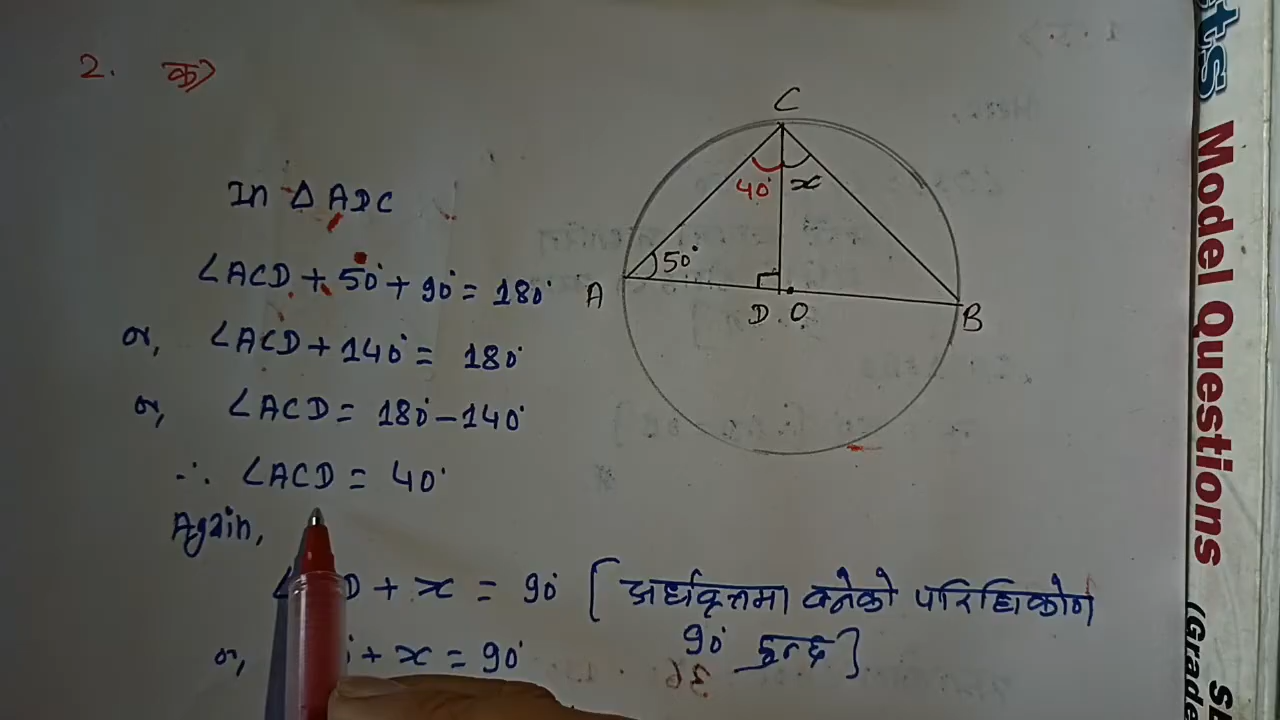 2. क)
C
40° x
In Δ ADC
50°
∠ACD + 50° + 90° = 180°
A
D O
B
or, ∠ACD + 140° = 180°
or, ∠ACD = 180° - 140°
∴ ∠ACD = 40°
Again,
D + x = 90° [ अर्धवृत्तमा बनेको परिधिकोण
90° हुन्छ ]
or, + x = 90°
Model Questions
(Grade